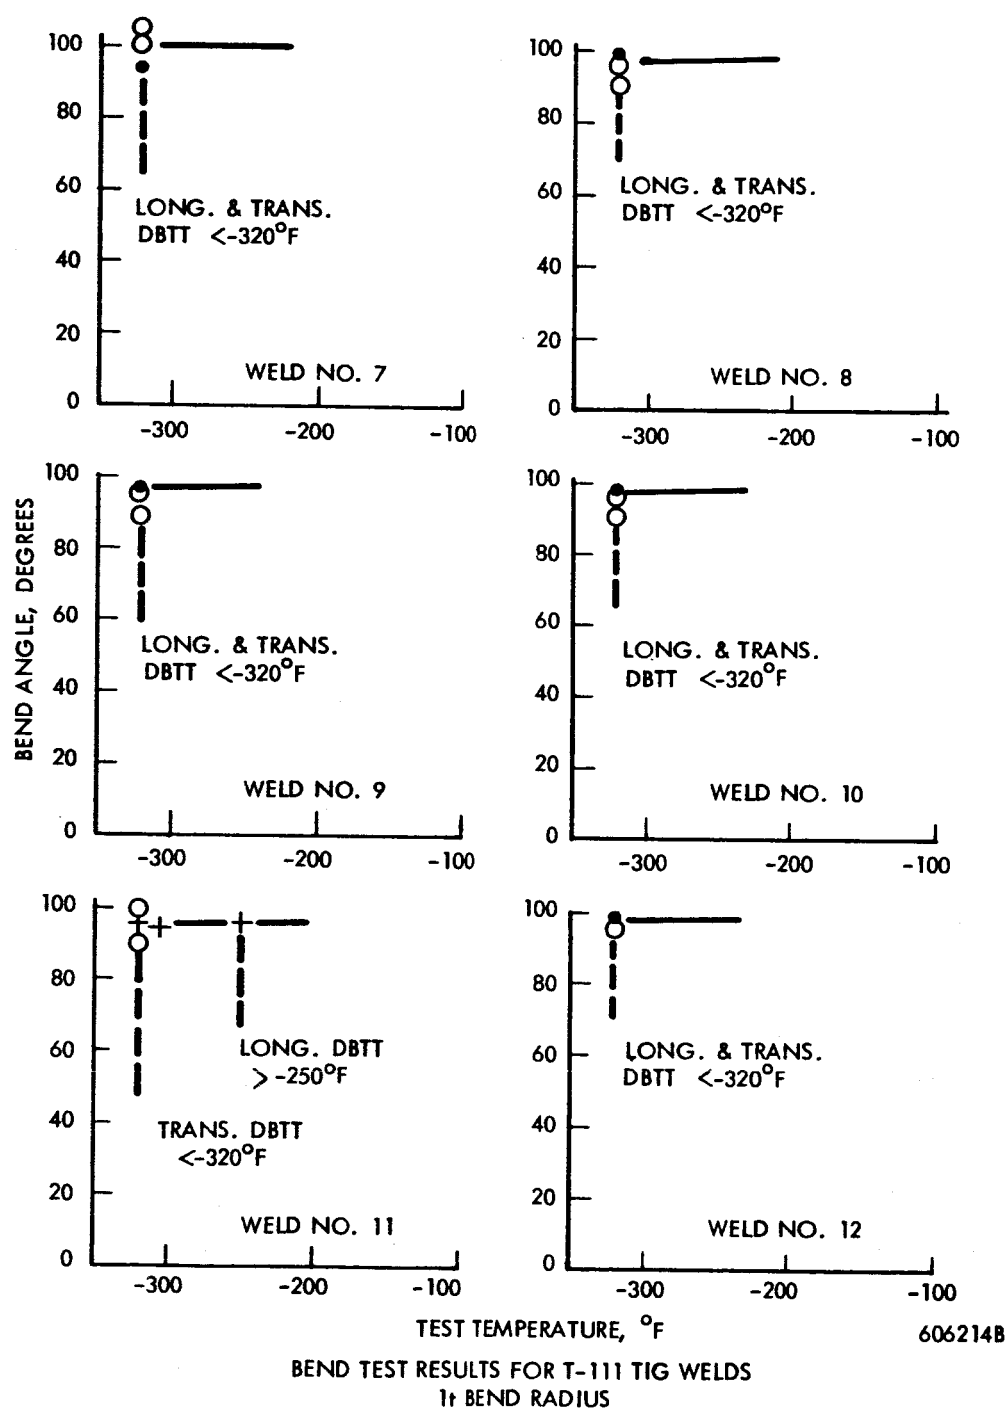 100
80
60
40
20
0
LONG. & TRANS.
DBTT <-320°F
WELD NO. 7
-300 -200 -100
100
80
60
40
20
0
LONG. & TRANS.
DBTT <-320°F
WELD NO. 8
-300 -200 -100
BEND ANGLE, DEGREES
100
80
60
40
20
0
LONG. & TRANS.
DBTT <-320°F
WELD NO. 9
-300 -200 -100
100
80
60
40
20
0
LONG. & TRANS.
DBTT <-320°F
WELD NO. 10
-300 -200 -100
100
80
60
40
20
0
LONG. DBTT
> -250°F
TRANS. DBTT
<-320°F
WELD NO. 11
-300 -200 -100
100
80
60
40
20
0
LONG. & TRANS.
DBTT <-320°F
WELD NO. 12
-300 -200 -100
TEST TEMPERATURE, °F
606214B
BEND TEST RESULTS FOR T-111 TIG WELDS
1t BEND RADIUS